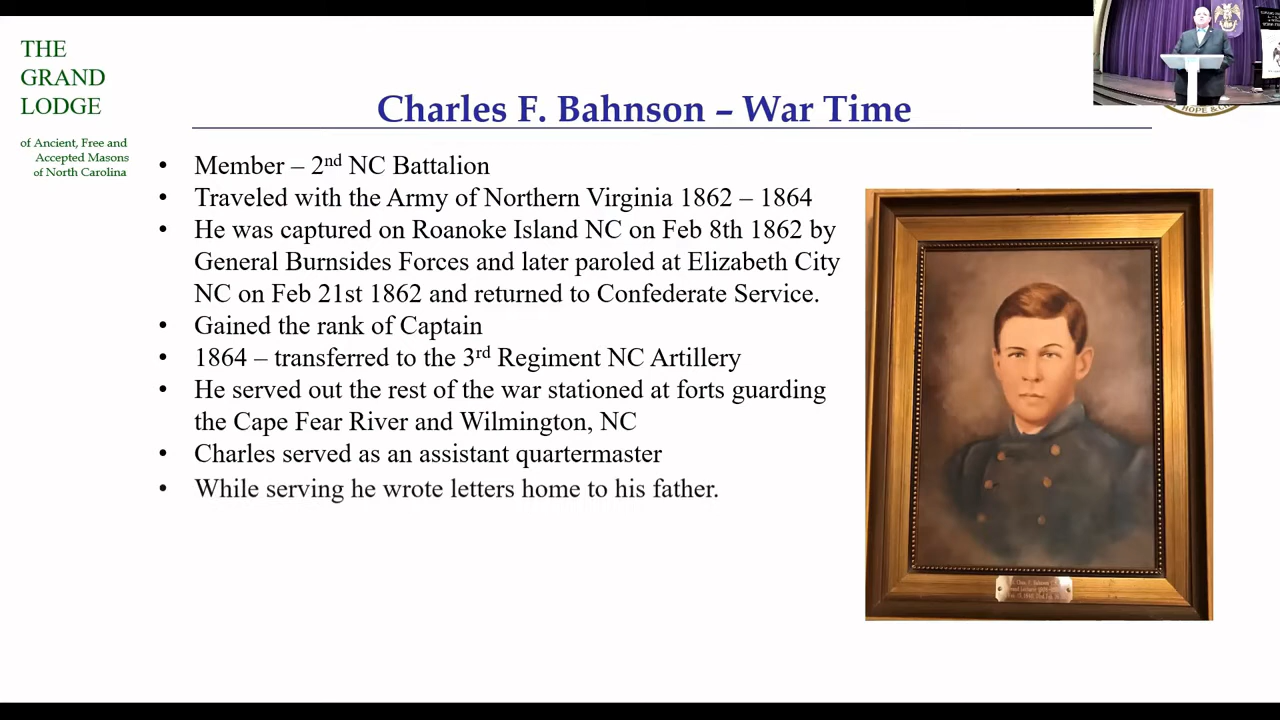 THE
GRAND
LODGE
of Ancient, Free and
Accepted Masons
of North Carolina
Charles F. Bahnson – War Time
• Member – 2nd NC Battalion
• Traveled with the Army of Northern Virginia 1862 – 1864
• He was captured on Roanoke Island NC on Feb 8th 1862 by
General Burnsides Forces and later paroled at Elizabeth City
NC on Feb 21st 1862 and returned to Confederate Service.
• Gained the rank of Captain
• 1864 – transferred to the 3rd Regiment NC Artillery
• He served out the rest of the war stationed at forts guarding
the Cape Fear River and Wilmington, NC
• Charles served as an assistant quartermaster
• While serving he wrote letters home to his father.
HOPE &